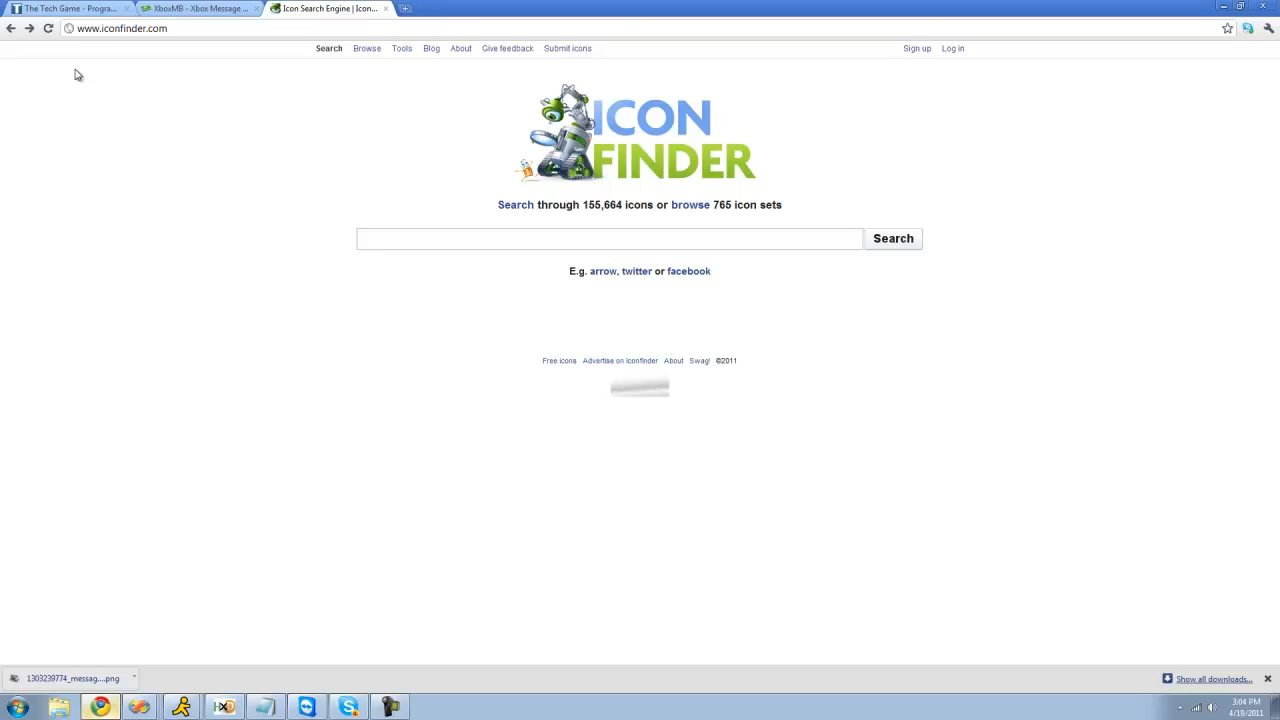 The Tech Game - Progra... XboxMB - Xbox Message ... Icon Search Engine | Icon...
www.iconfinder.com
Search Browse Tools Blog About Give feedback Submit icons Sign up Log in
ICON
FINDER
Search through 155,664 icons or browse 765 icon sets
Search
E.g. arrow, twitter or facebook
Free icons Advertise on Iconfinder About Swag! ©2011
1303239774_messag....png Show all downloads...
3:04 PM
4/19/2011